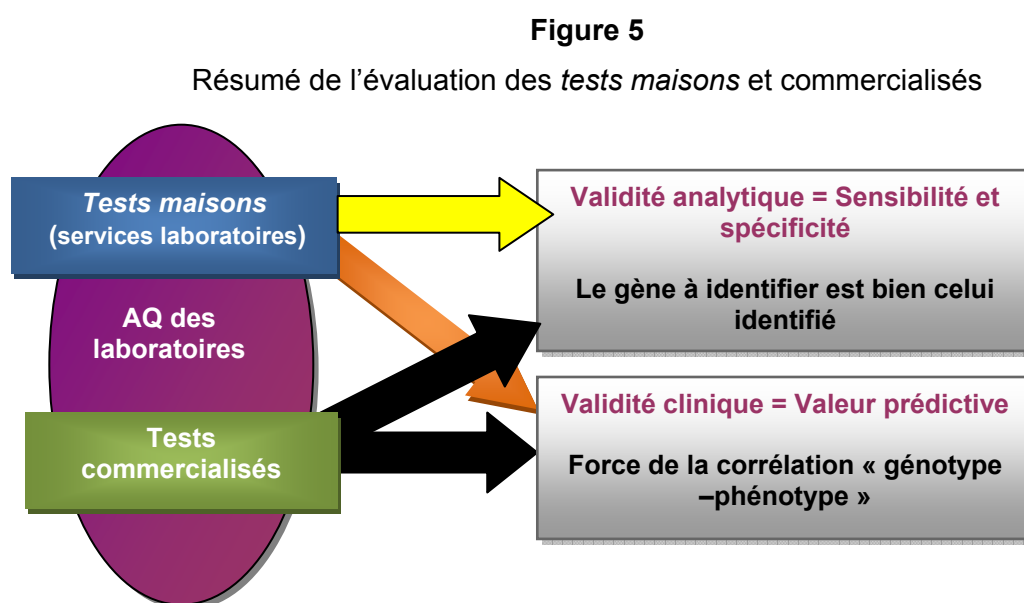 Figure 5
Résumé de l’évaluation des tests maisons et commercialisés
Tests maisons
(services laboratoires)
AQ des
laboratoires
Tests
commercialisés
Validité analytique = Sensibilité et
spécificité
Le gène à identifier est bien celui
identifié
Validité clinique = Valeur prédictive
Force de la corrélation « génotype
–phénotype »